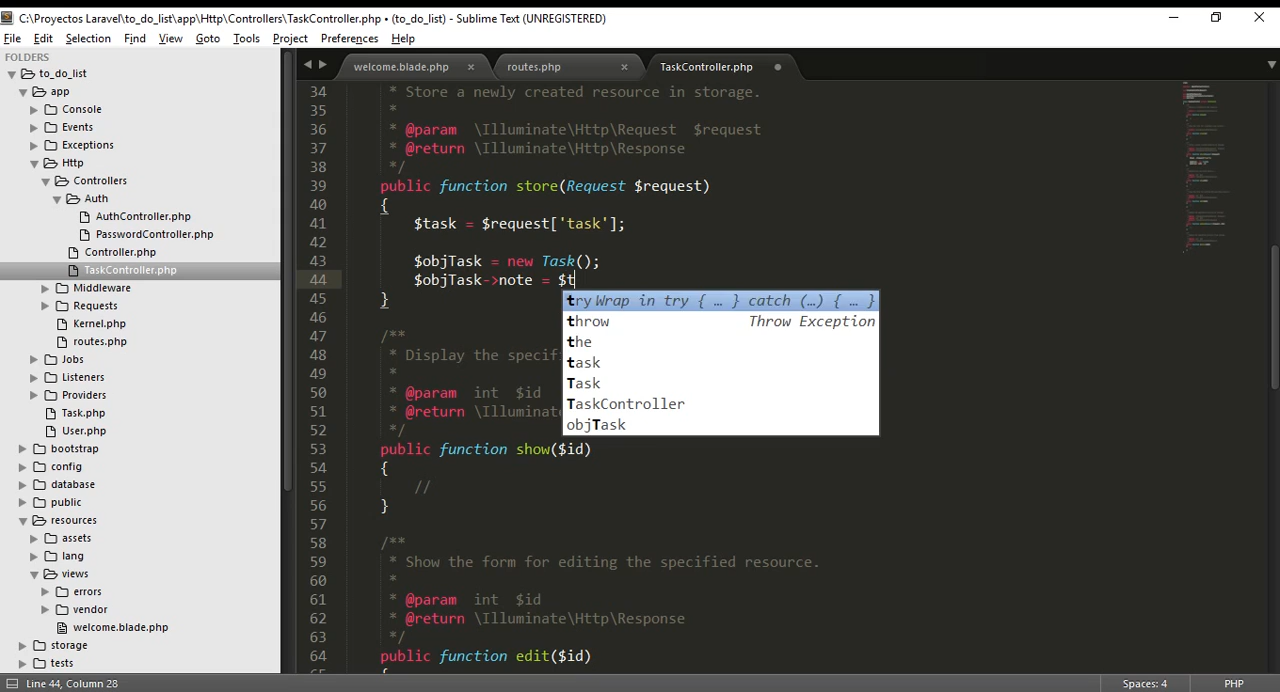 C:\Proyectos Laravel\to_do_list\app\Http\Controllers\TaskController.php • (to_do_list) - Sublime Text (UNREGISTERED)
File Edit Selection Find View Goto Tools Project Preferences Help
FOLDERS
to_do_list
app
Console
Events
Exceptions
Http
Controllers
Auth
AuthController.php
PasswordController.php
Controller.php
TaskController.php
Middleware
Requests
Kernel.php
routes.php
Jobs
Listeners
Providers
Task.php
User.php
bootstrap
config
database
public
resources
assets
lang
views
errors
vendor
welcome.blade.php
storage
tests
welcome.blade.php × routes.php × TaskController.php
34 * Store a newly created resource in storage.
35 *
36 * @param \Illuminate\Http\Request $request
37 * @return \Illuminate\Http\Response
38 */
39 public function store(Request $request)
40 {
41 $task = $request['task'];
42
43 $objTask = new Task();
44 $objTask->note = $t
45 }
46
47 /**
48 * Display the specif
49 *
50 * @param int $id
51 * @return \Illuminate
52 */
53 public function show($id)
54 {
55 //
56 }
57
58 /**
59 * Show the form for editing the specified resource.
60 *
61 * @param int $id
62 * @return \Illuminate\Http\Response
63 */
64 public function edit($id)
try Wrap in try { … } catch (…) { … }
throw Throw Exception
the
task
Task
TaskController
objTask
Line 44, Column 28 Spaces: 4 PHP